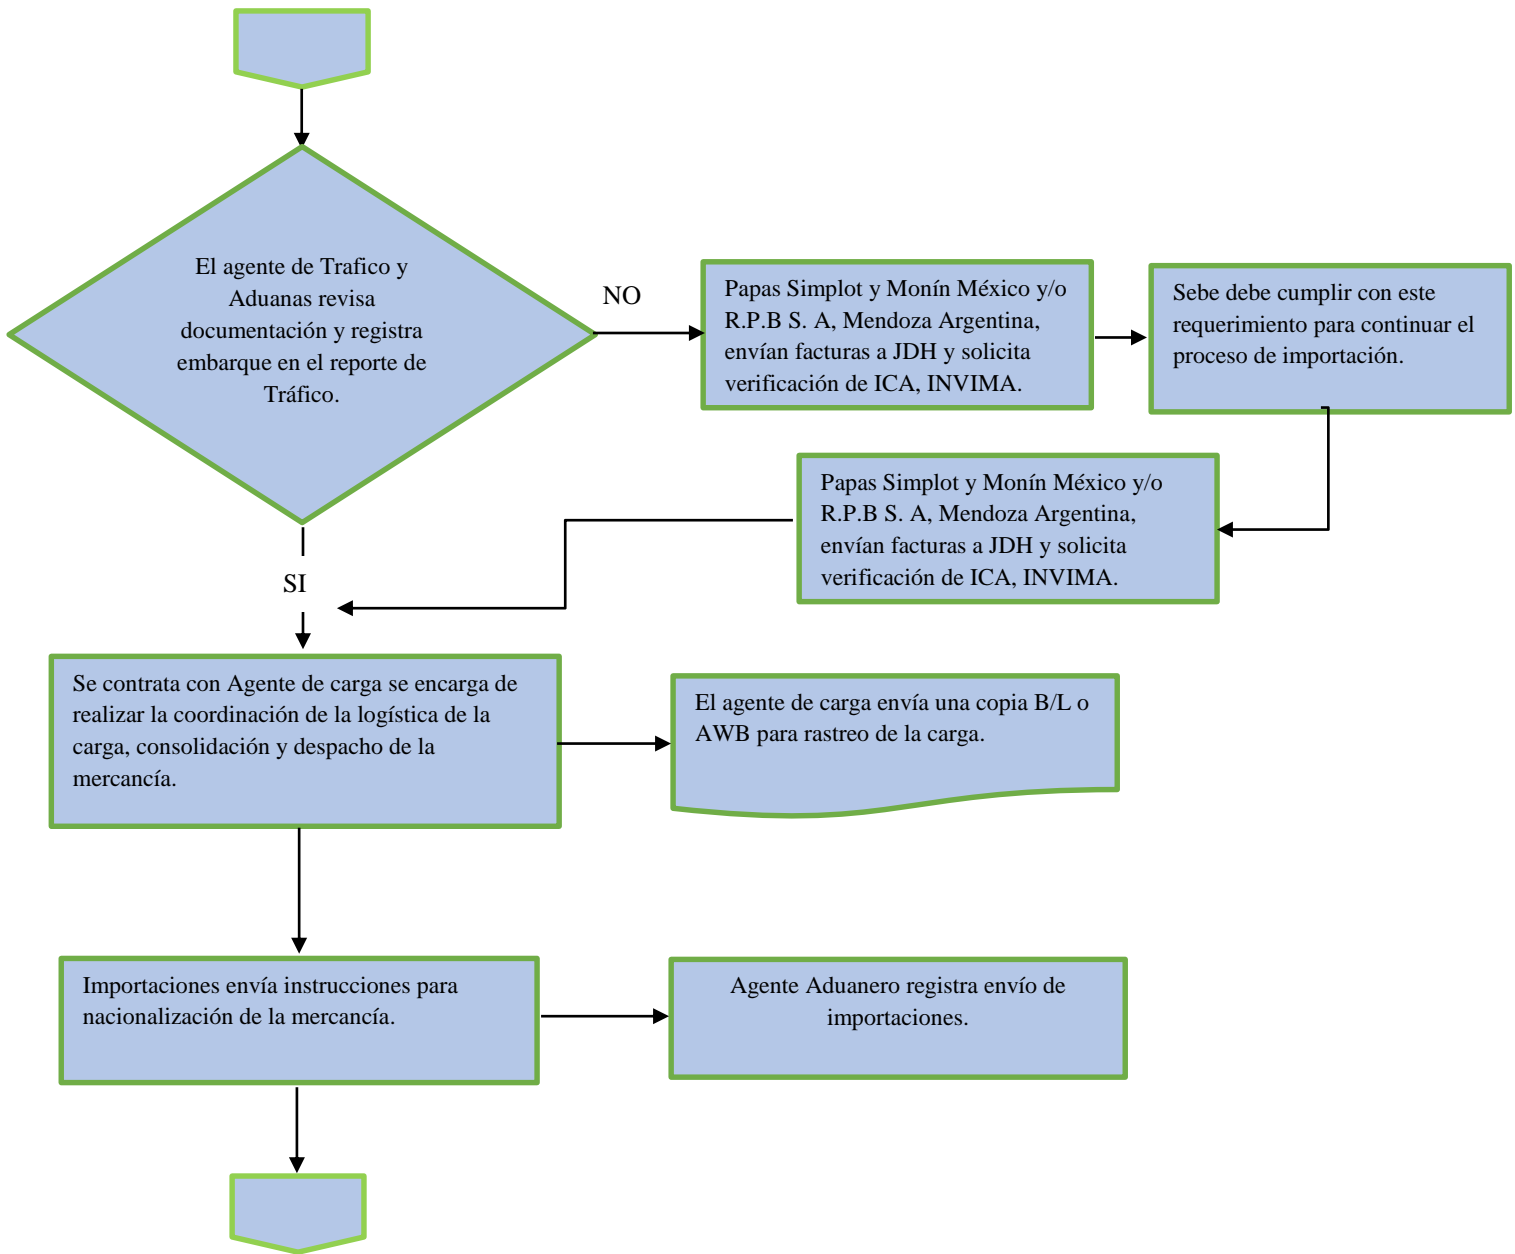 El agente de Trafico y
Aduanas revisa
documentación y registra
embarque en el reporte de
Tráfico.
NO
Papas Simplot y Monín México y/o
R.P.B S. A, Mendoza Argentina,
envían facturas a JDH y solicita
verificación de ICA, INVIMA.
Sebe debe cumplir con este
requerimiento para continuar el
proceso de importación.
Papas Simplot y Monín México y/o
R.P.B S. A, Mendoza Argentina,
envían facturas a JDH y solicita
verificación de ICA, INVIMA.
SI
Se contrata con Agente de carga se encarga de
realizar la coordinación de la logística de la
carga, consolidación y despacho de la
mercancía.
El agente de carga envía una copia B/L o
AWB para rastreo de la carga.
Importaciones envía instrucciones para
nacionalización de la mercancía.
Agente Aduanero registra envío de
importaciones.